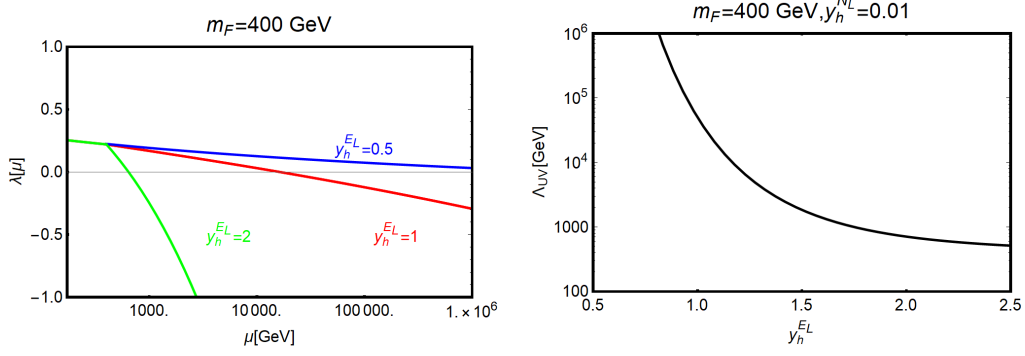 m_F=400 GeV
1.0
0.5
0.0
−0.5
−1.0
λ[μ]
y_h^{E_L}=0.5
y_h^{E_L}=2
y_h^{E_L}=1
1000.
10 000.
100 000.
1. × 10^6
μ[GeV]
m_F=400 GeV,y_h^{N_L}=0.01
10^6
10^5
10^4
1000
100
Λ_UV[GeV]
0.5
1.0
1.5
2.0
2.5
y_h^{E_L}